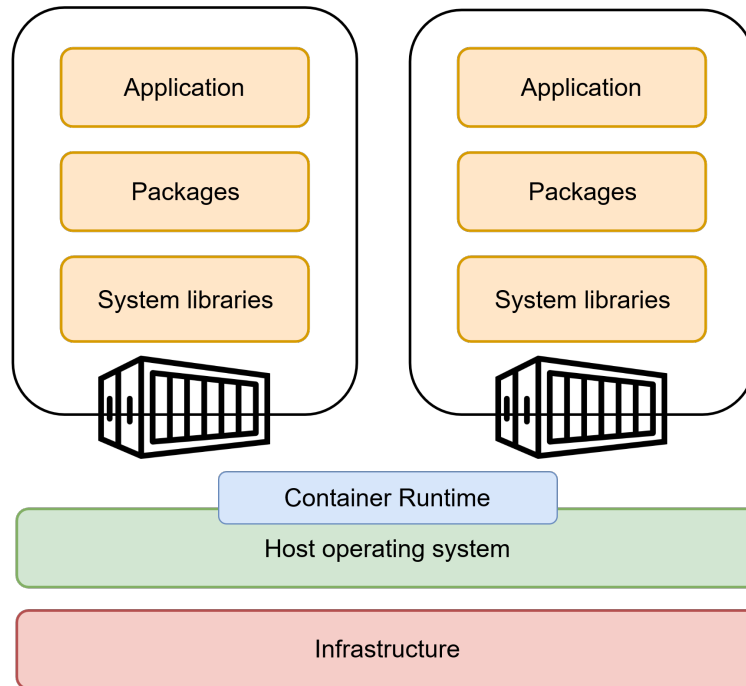 Application
Packages
System libraries
Application
Packages
System libraries
Container Runtime
Host operating system
Infrastructure